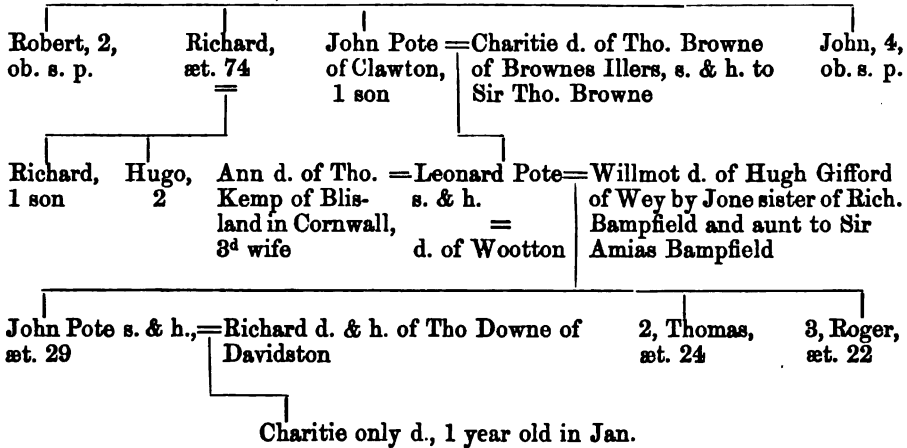 Robert, 2,
ob. s. p.
Richard,
æt. 74
John Pote
of Clawton,
1 son
=Charitie d. of Tho. Browne
of Brownes Illers, s. & h. to
Sir Tho. Browne
John, 4,
ob. s. p.
=
Richard,
1 son
Hugo,
2
Ann d. of Tho.
Kemp of Blis-
land in Cornwall,
3d wife
=Leonard Pote=
s. & h.
=
d. of Wootton
Willmot d. of Hugh Gifford
of Wey by Jone sister of Rich.
Bampfield and aunt to Sir
Amias Bampfield
John Pote s. & h.,
æt. 29
=Richard d. & h. of Tho Downe of
Davidston
2, Thomas,
æt. 24
3, Roger,
æt. 22
Charitie only d., 1 year old in Jan.